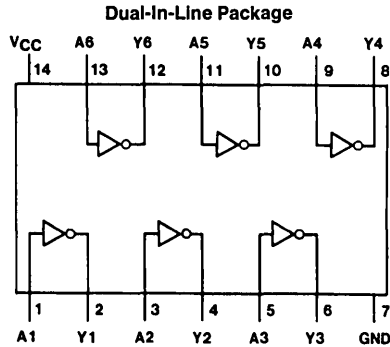 Dual-In-Line Package
VCC A6 Y6 A5 Y5 A4 Y4
14 13 12 11 10 9 8
1 2 3 4 5 6 7
A1 Y1 A2 Y2 A3 Y3 GND